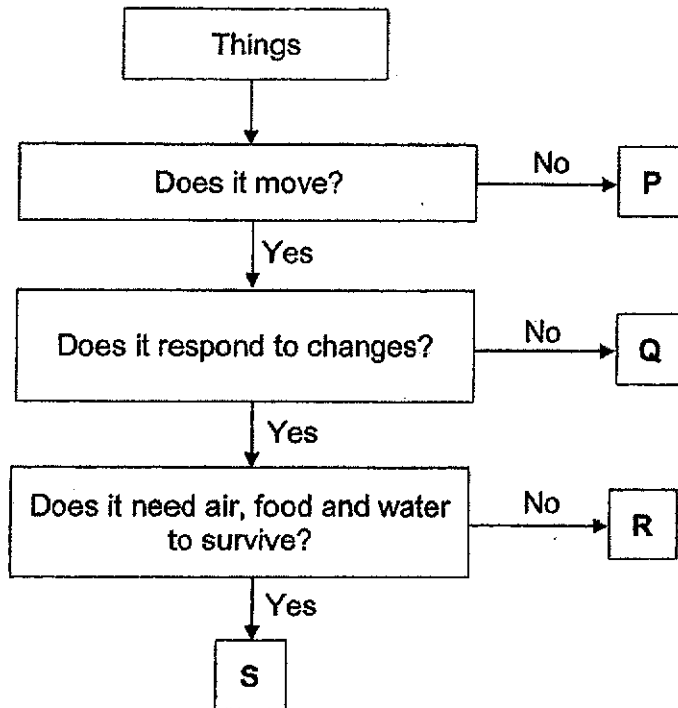 Things
Does it move?
No
P
Yes
Does it respond to changes?
No
Q
Yes
Does it need air, food and water
to survive?
No
R
Yes
S